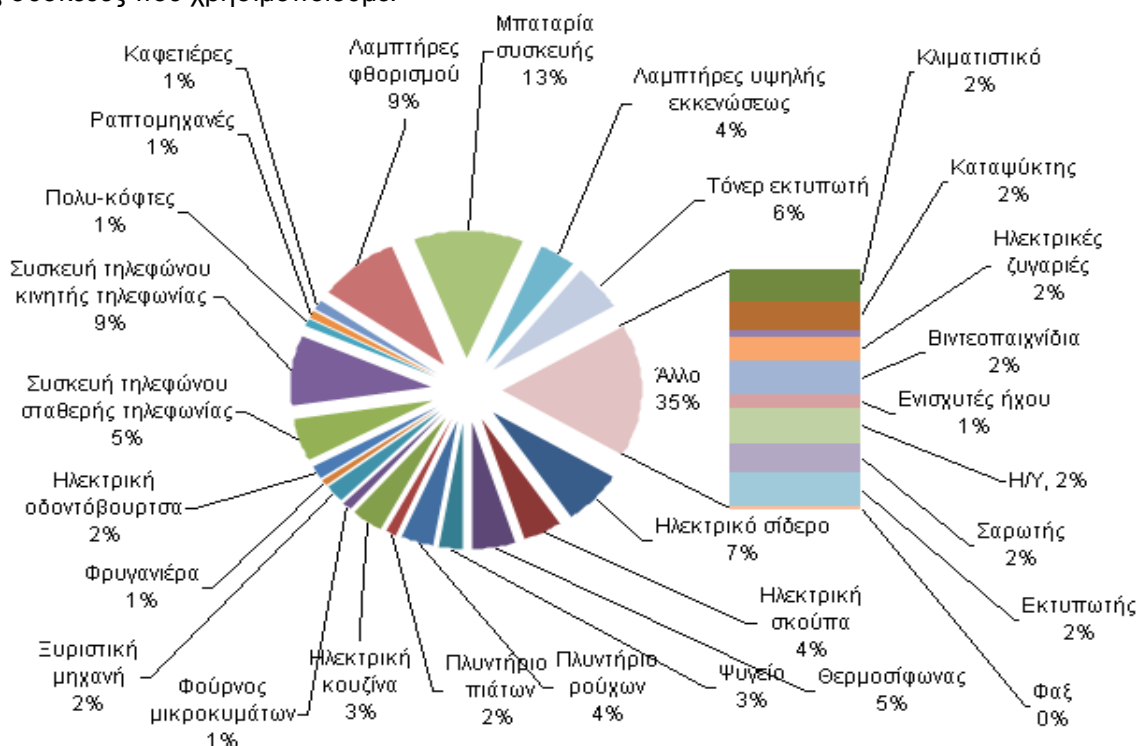 ς συσκευές που χρησιμοποιούμε.
Μπαταρία
συσκευής
13%
Λαμπτήρες υψηλής
εκκενώσεως
4%
Τόνερ εκτυπωτή
6%
Κλιματιστικό
2%
Καταψύκτης
2%
Ηλεκτρικές
ζυγαριές
2%
Βιντεοπαιχνίδια
2%
Ενισχυτές ήχου
1%
Η/Υ, 2%
Σαρωτής
2%
Εκτυπωτής
2%
Φαξ
0%
Άλλο
35%
Ηλεκτρικό σίδερο
7%
Ηλεκτρική
σκούπα
4%
Θερμοσίφωνας
5%
Ψυγείο
3%
Πλυντήριο
ρούχων
4%
Πλυντήριο
πιάτων
2%
Ηλεκτρική
κουζίνα
3%
Φούρνος
μικροκυμάτων
1%
Ξυριστική
μηχανή
2%
Φρυγανιέρα
1%
Ηλεκτρική
οδοντόβουρτσα
2%
Συσκευή τηλεφώνου
σταθερής τηλεφωνίας
5%
Συσκευή τηλεφώνου
κινητής τηλεφωνίας
9%
Πολυ-κόφτες
1%
Ραπτομηχανές
1%
Καφετιέρες
1%
Λαμπτήρες
φθορισμού
9%